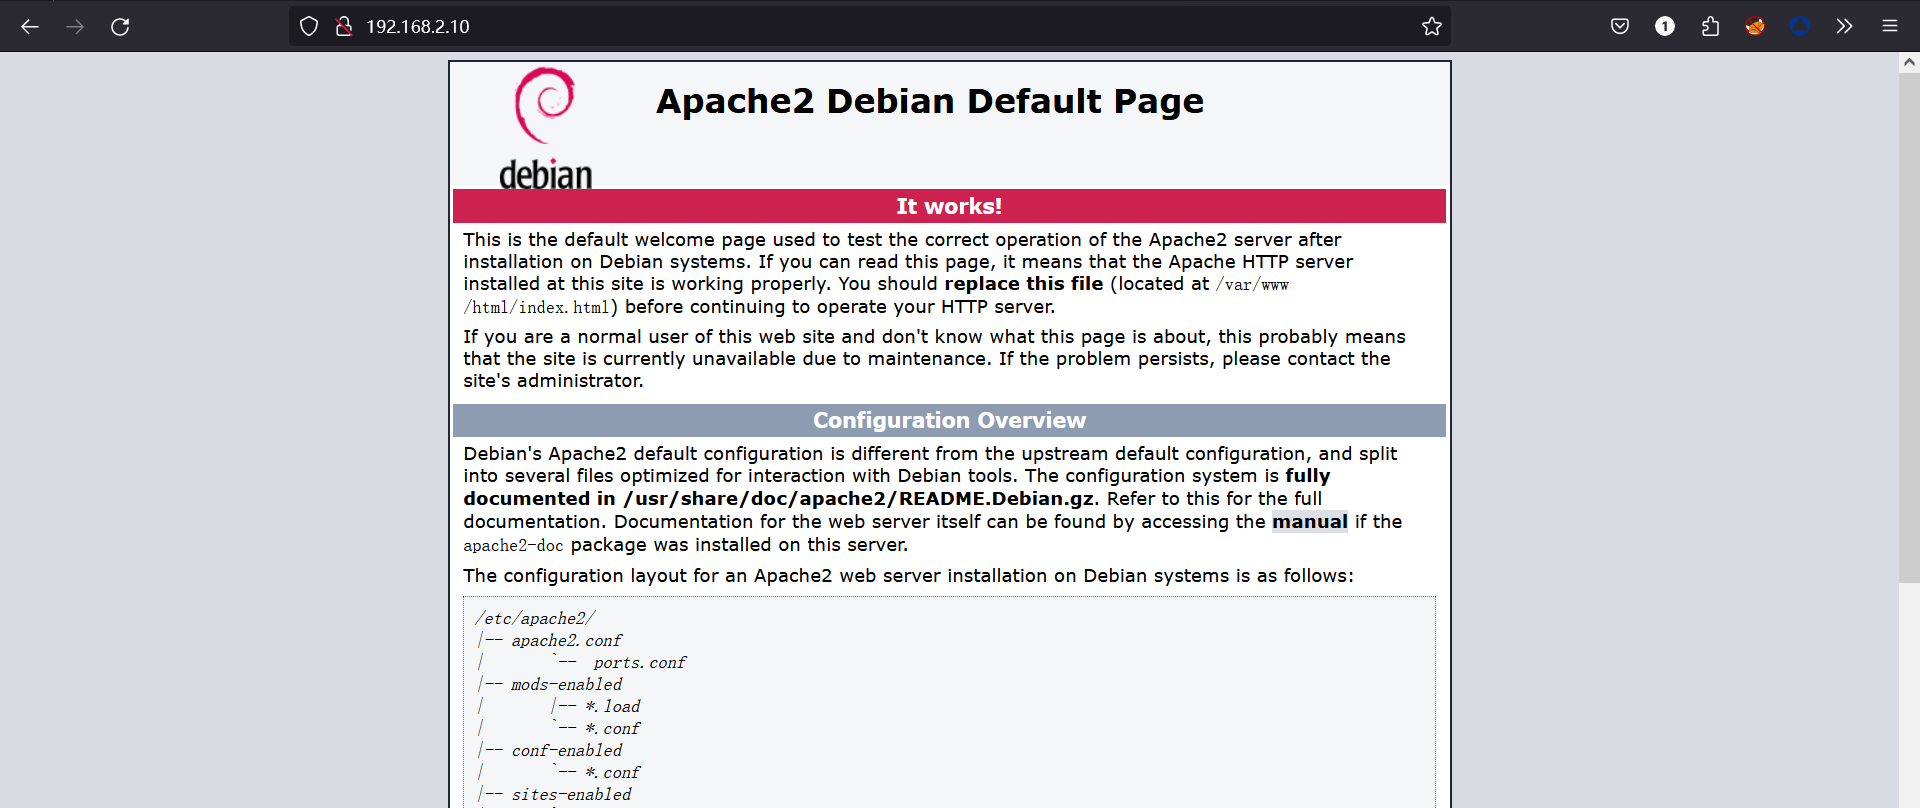 192.168.2.10
1
debian
Apache2 Debian Default Page
It works!
This is the default welcome page used to test the correct operation of the Apache2 server after
installation on Debian systems. If you can read this page, it means that the Apache HTTP server
installed at this site is working properly. You should replace this file (located at /var/www
/html/index.html) before continuing to operate your HTTP server.
If you are a normal user of this web site and don't know what this page is about, this probably means
that the site is currently unavailable due to maintenance. If the problem persists, please contact the
site's administrator.
Configuration Overview
Debian's Apache2 default configuration is different from the upstream default configuration, and split
into several files optimized for interaction with Debian tools. The configuration system is fully
documented in /usr/share/doc/apache2/README.Debian.gz. Refer to this for the full
documentation. Documentation for the web server itself can be found by accessing the manual if the
apache2-doc package was installed on this server.
The configuration layout for an Apache2 web server installation on Debian systems is as follows:
/etc/apache2/
|-- apache2.conf
|       `--  ports.conf
|-- mods-enabled
|       |-- *.load
|       `-- *.conf
|-- conf-enabled
|       `-- *.conf
|-- sites-enabled